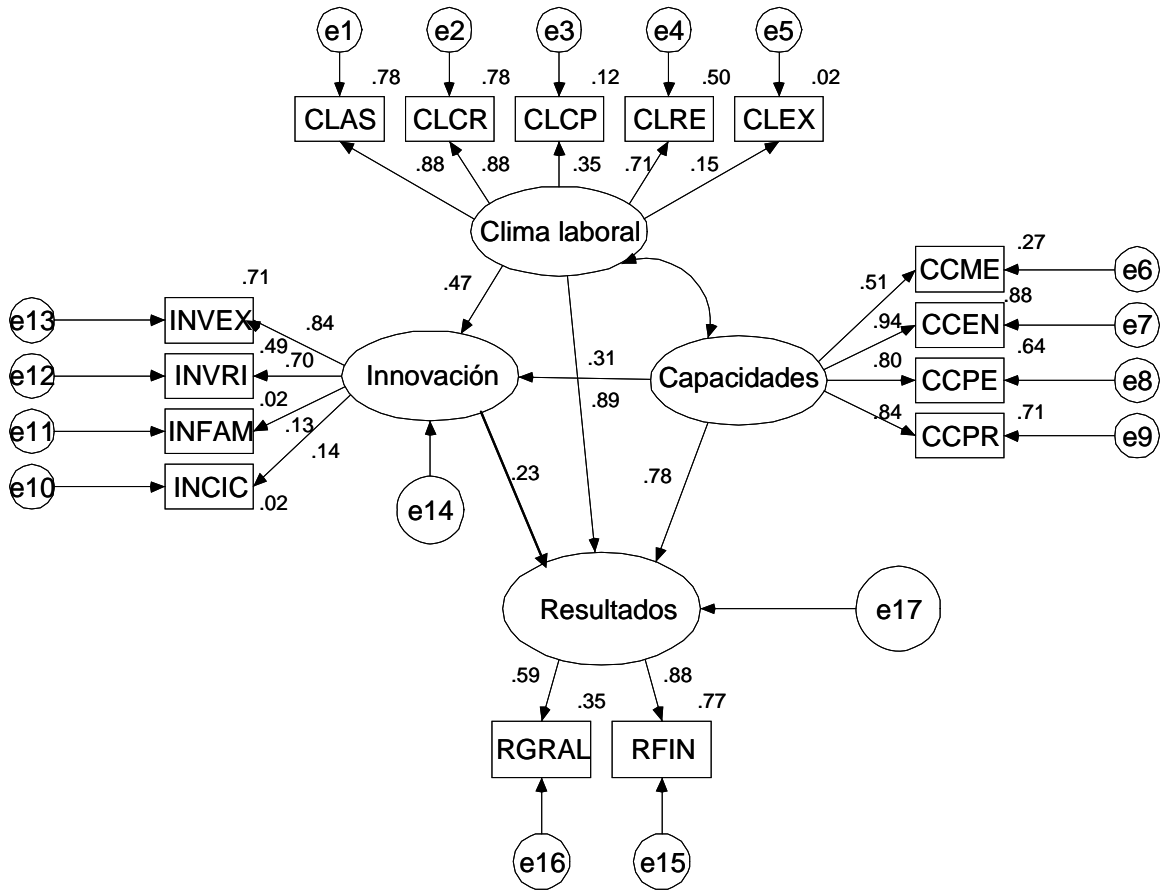 e1 e2 e3 e4 e5
.78 .78 .12 .50 .02
CLAS CLCR CLCP CLRE CLEX
.88 .88 .35 .71 .15
Clima laboral
.27
CCME e6
.47 .51
.71 .88
e13 INVEX .84 .94 CCEN e7
.49 .70 .31 .80 .64
e12 INVRI Innovación Capacidades CCPE e8
.02 .89
.13 .84 .71
e11 INFAM CCPR e9
.14
e10 INCIC .23 .78
.02
e14
Resultados e17
.59 .88
.35 .77
RGRAL RFIN
e16 e15